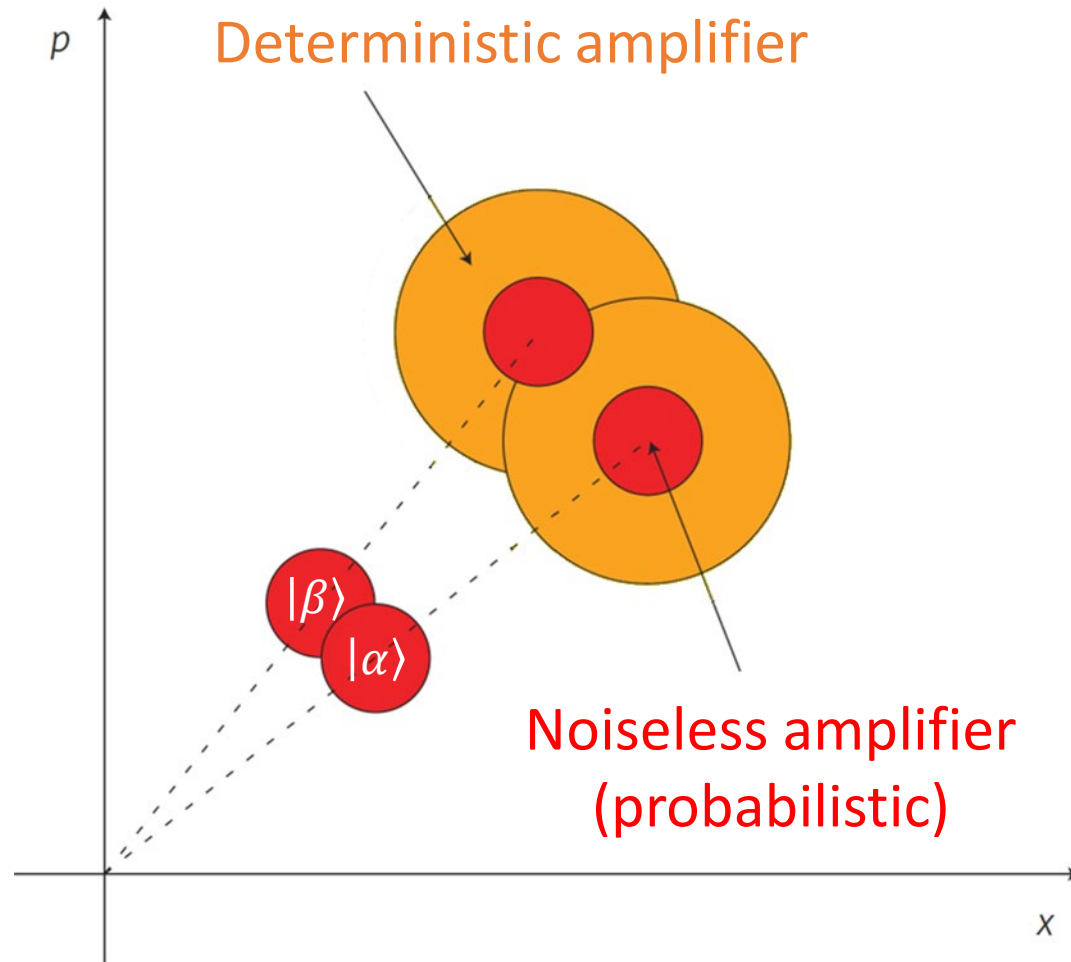 p
Deterministic amplifier
|β⟩
|α⟩
Noiseless amplifier
(probabilistic)
x